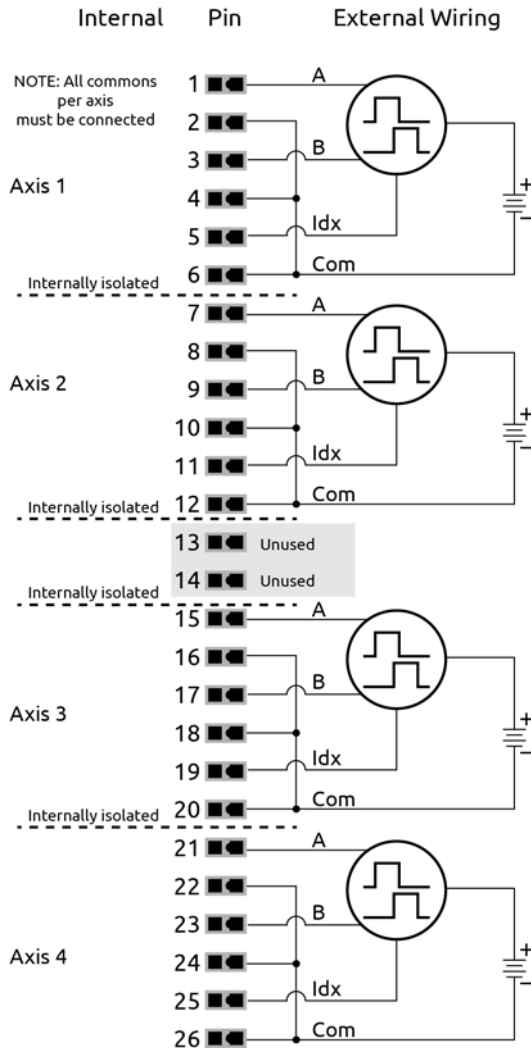 Internal Pin External Wiring
NOTE: All commons
per axis
must be connected
1 A
2
3 B
Axis 1
4
5 Idx
6 Com
+
−
Internally isolated
7 A
8
Axis 2
9 B
10
11 Idx
12 Com
+
−
Internally isolated
13 Unused
14 Unused
Internally isolated
15 A
16
17 B
Axis 3
18
19 Idx
20 Com
+
−
Internally isolated
21 A
22
23 B
Axis 4
24
25 Idx
26 Com
+
−